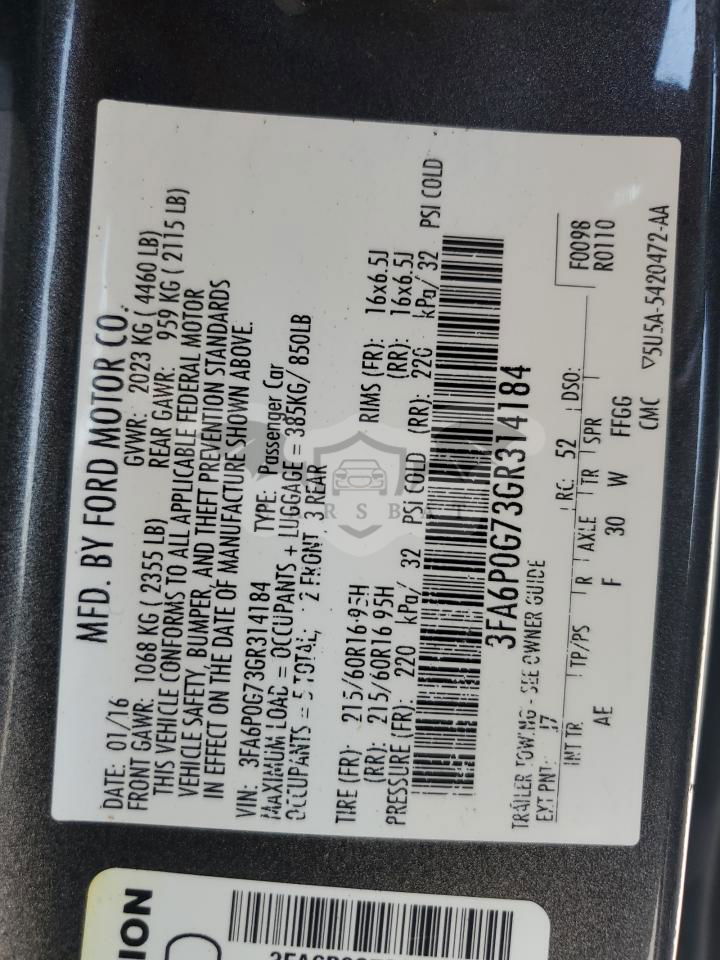 MFD. BY FORD MOTOR CO.
DATE: 01/16 GVWR: 2023 KG ( 4460 LB)
FRONT GAWR: 1068 KG ( 2355 LB) REAR GAWR: 959 KG ( 2115 LB)
THIS VEHICLE CONFORMS TO ALL APPLICABLE FEDERAL MOTOR
VEHICLE SAFETY, BUMPER, AND THEFT PREVENTION STANDARDS
IN EFFECT ON THE DATE OF MANUFACTURE SHOWN ABOVE.
VIN: 3FA6P0G73GR314184 TYPE: Passenger Car
MAXIMUM LOAD = OCCUPANTS + LUGGAGE = 385KG/ 850LB
OCCUPANTS = 5 TOTAL, 2 FRONT 3 REAR
TIRE (FR): 215/60R16 95H RIMS (FR): 16x6.5J
(RR): 215/60R16 95H (RR): 16x6.5J
PRESSURE (FR): 220 kPa/ 32 PSI COLD (RR): 220 kPa/ 32 PSI COLD
3FA6P0G73GR314184
TRAILER TOWING - SEE OWNER GUIDE
EXT PNT: J7 RC: 52 DSO: F0098
R0110
INT TR TP/PS R AXLE TR SPR
AE F 30 W FFGG
CMC ▽5U5A-5420472-AA
ION